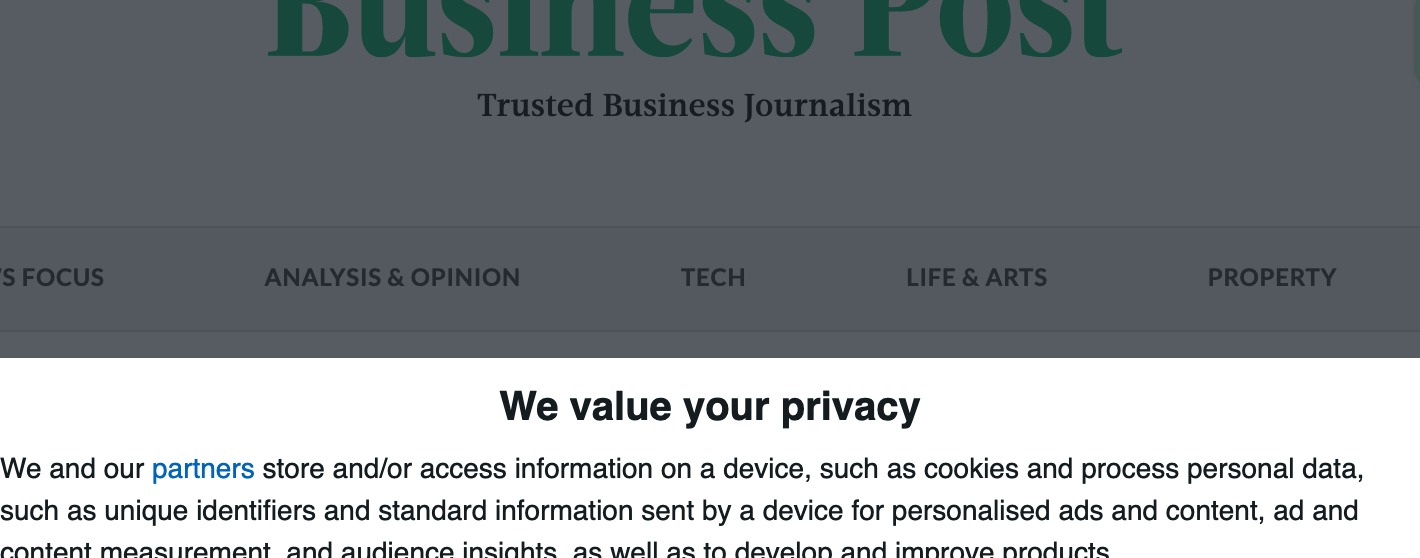 Business Post
Trusted Business Journalism
'S FOCUS ANALYSIS & OPINION TECH LIFE & ARTS PROPERTY
We value your privacy
We and our partners store and/or access information on a device, such as cookies and process personal data,
such as unique identifiers and standard information sent by a device for personalised ads and content, ad and
content measurement, and audience insights, as well as to develop and improve products.